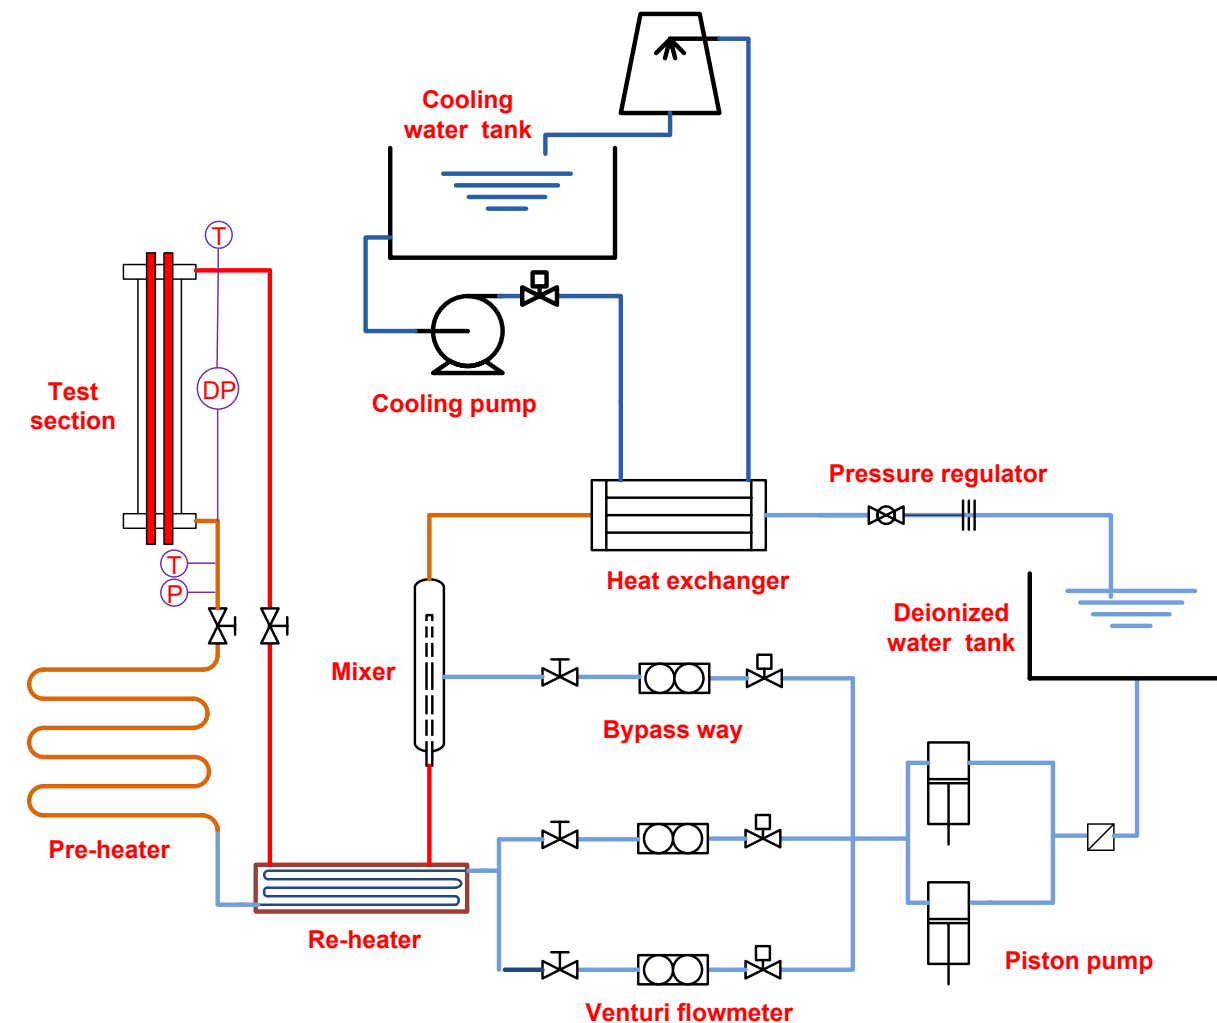 Cooling
water tank
T
Test
section
DP
Cooling pump
Pressure regulator
T
P
Heat exchanger
Deionized
water tank
Mixer
Bypass way
Pre-heater
Re-heater
Piston pump
Venturi flowmeter